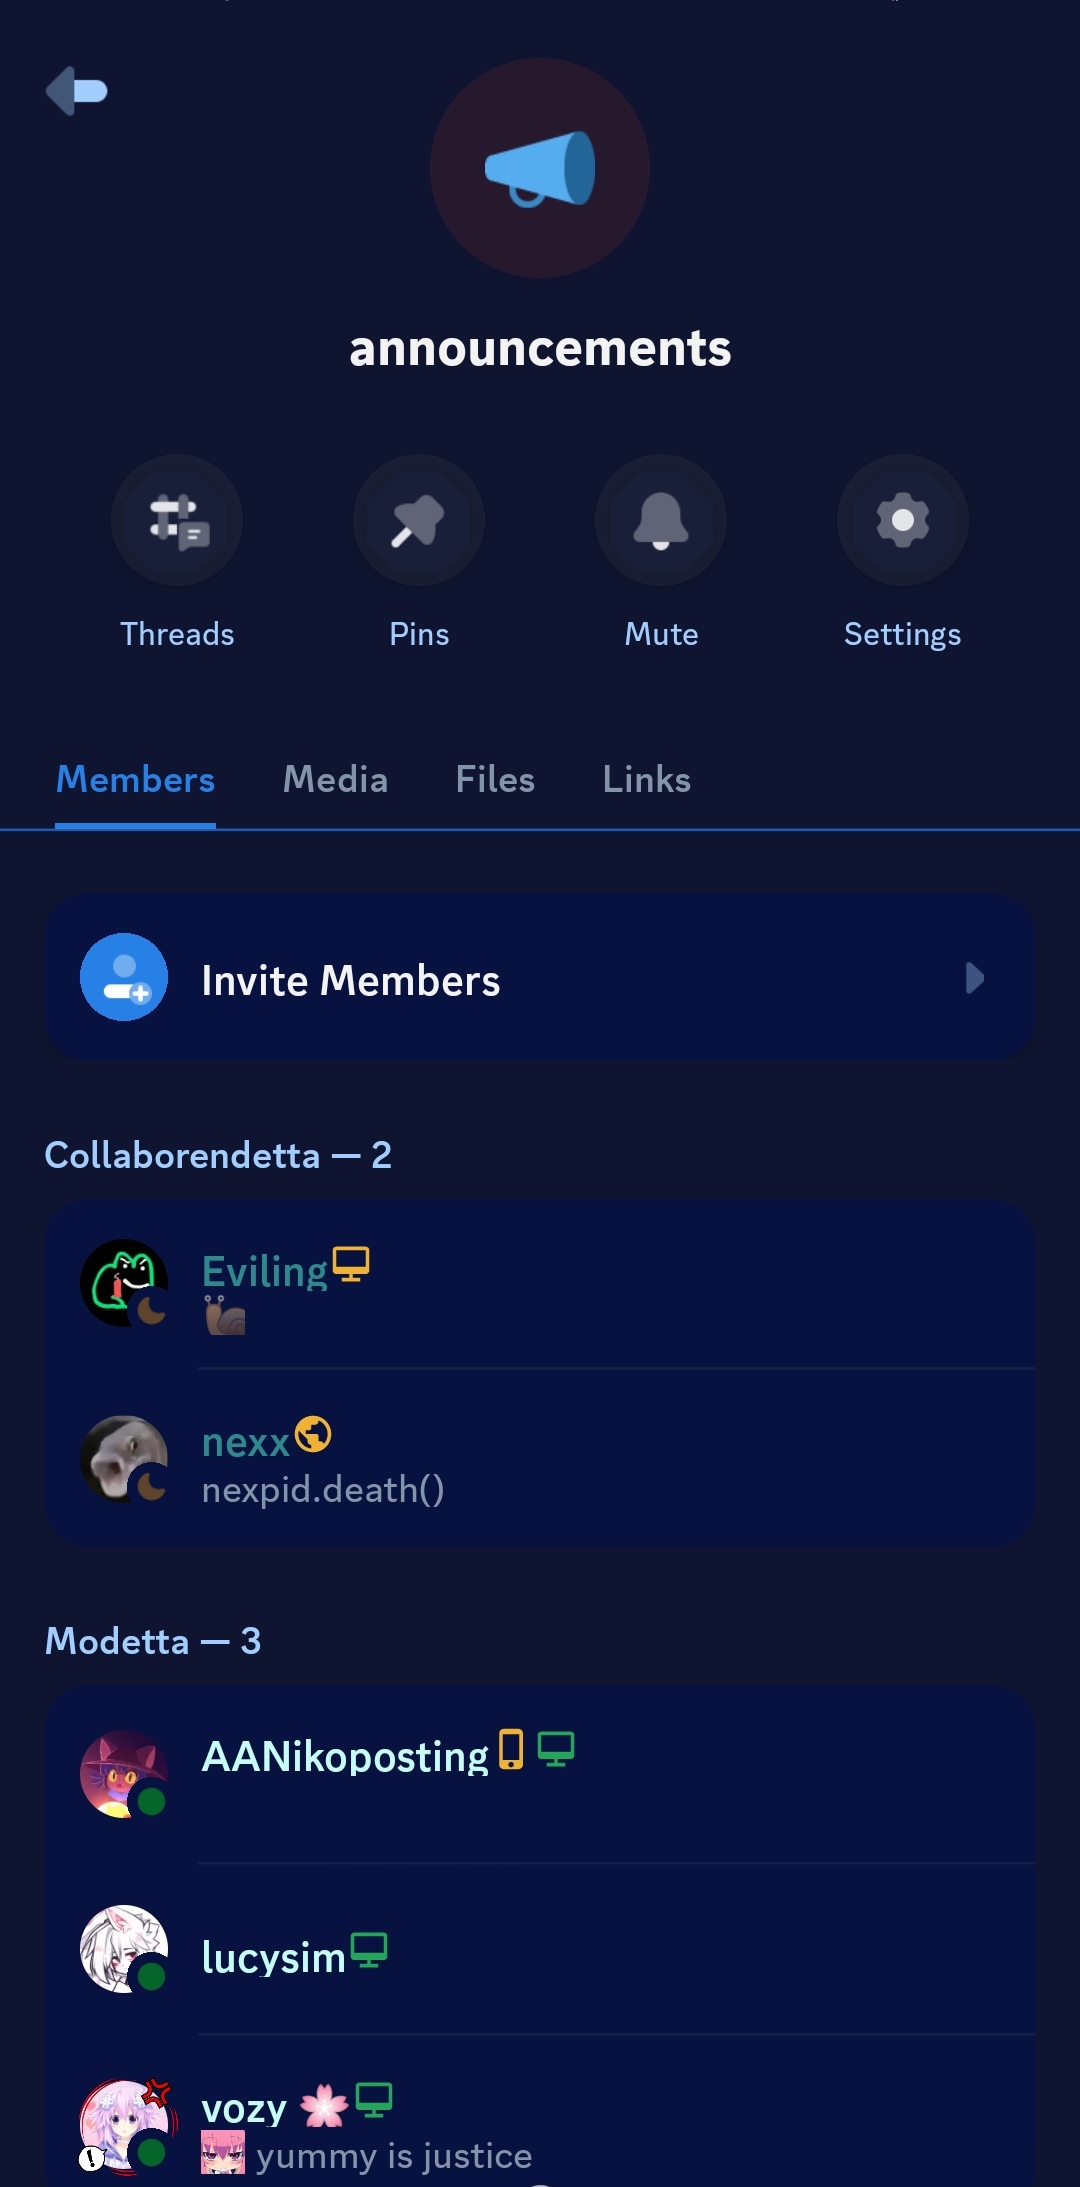 announcements
Threads Pins Mute Settings
Members Media Files Links
Invite Members
Collaborendetta — 2
Eviling
nexx
nexpid.death()
Modetta — 3
AANikoposting
lucysim
vozy 🌸
yummy is justice